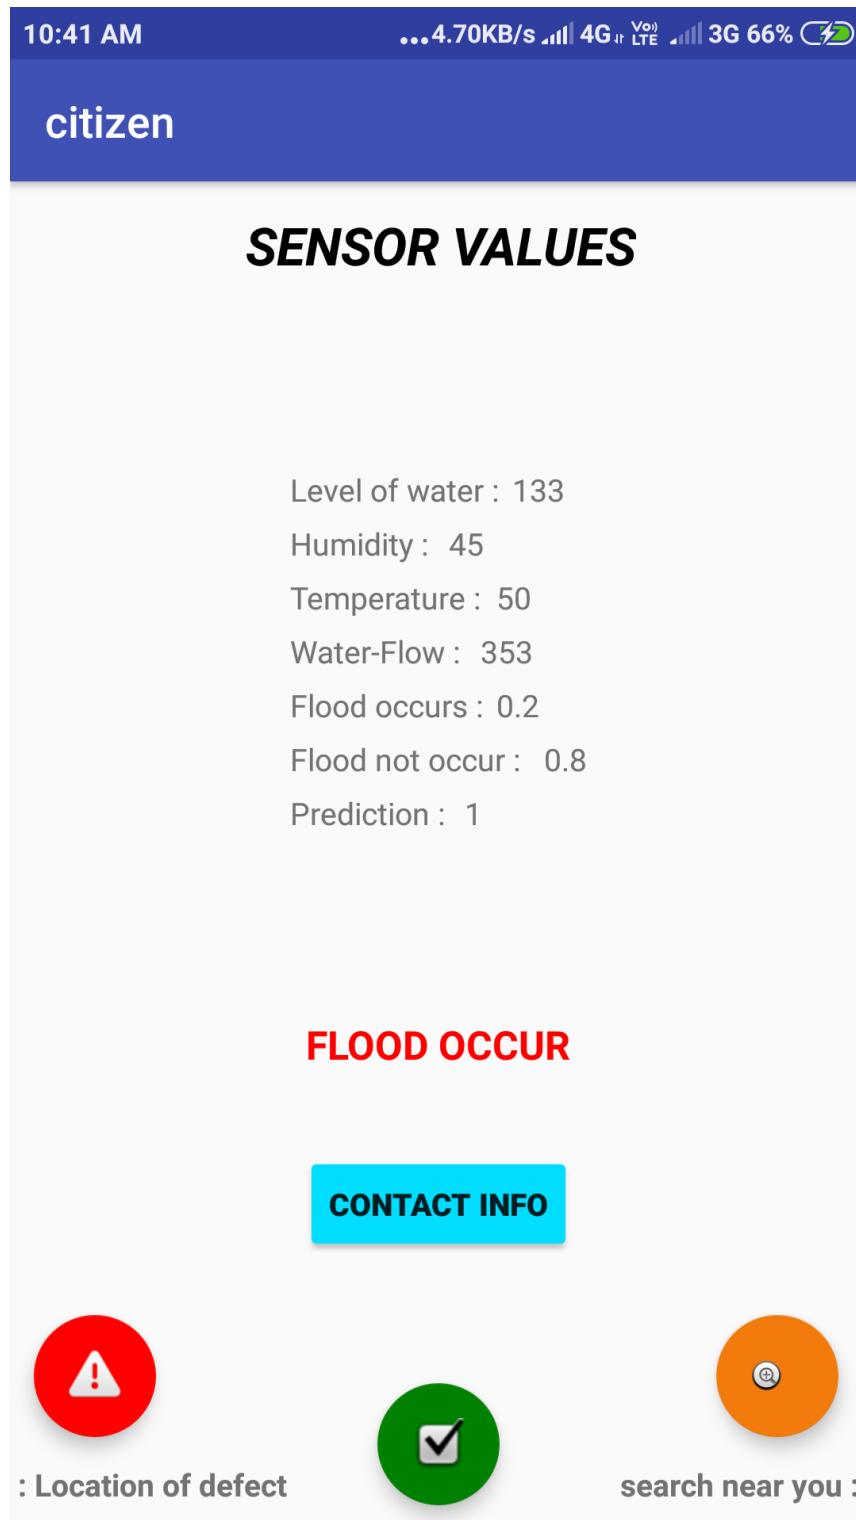 10:41 AM ...4.70KB/s 4G VoLTE 3G 66%
citizen
SENSOR VALUES
Level of water : 133
Humidity : 45
Temperature : 50
Water-Flow : 353
Flood occurs : 0.2
Flood not occur : 0.8
Prediction : 1
FLOOD OCCUR
CONTACT INFO
: Location of defect
search near you :